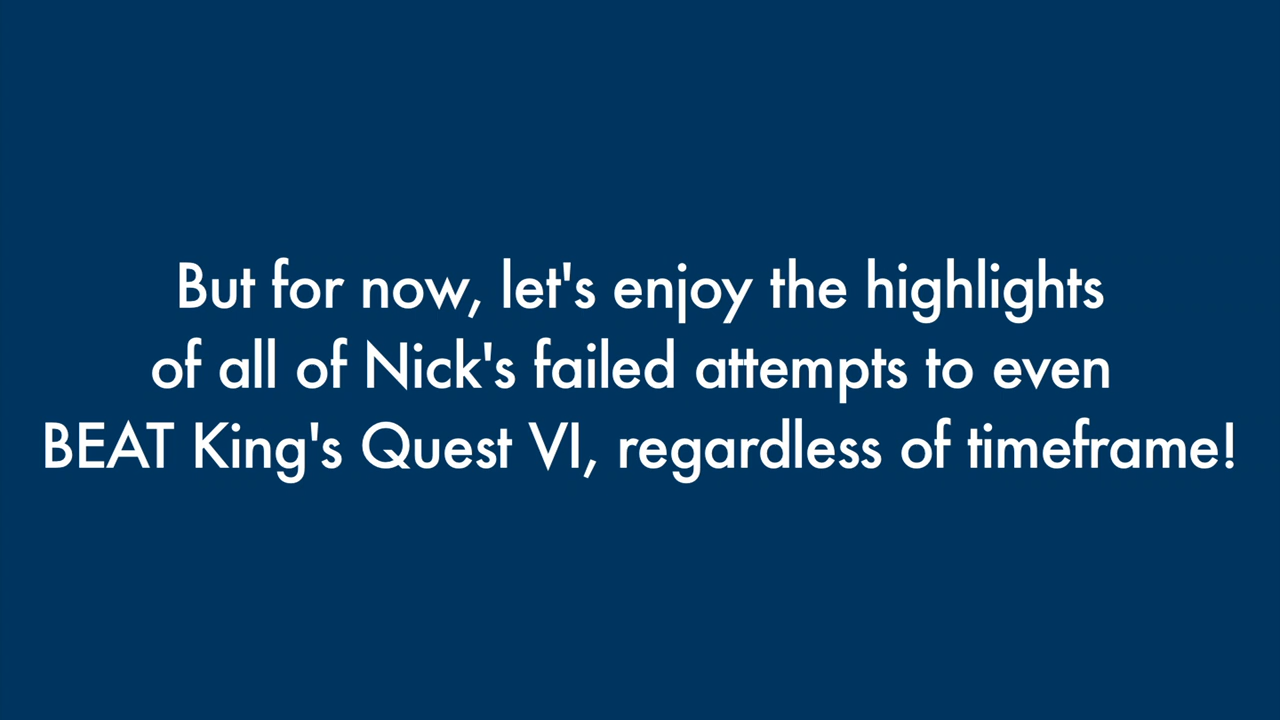 But for now, let's enjoy the highlights
of all of Nick's failed attempts to even
BEAT King's Quest VI, regardless of timeframe!